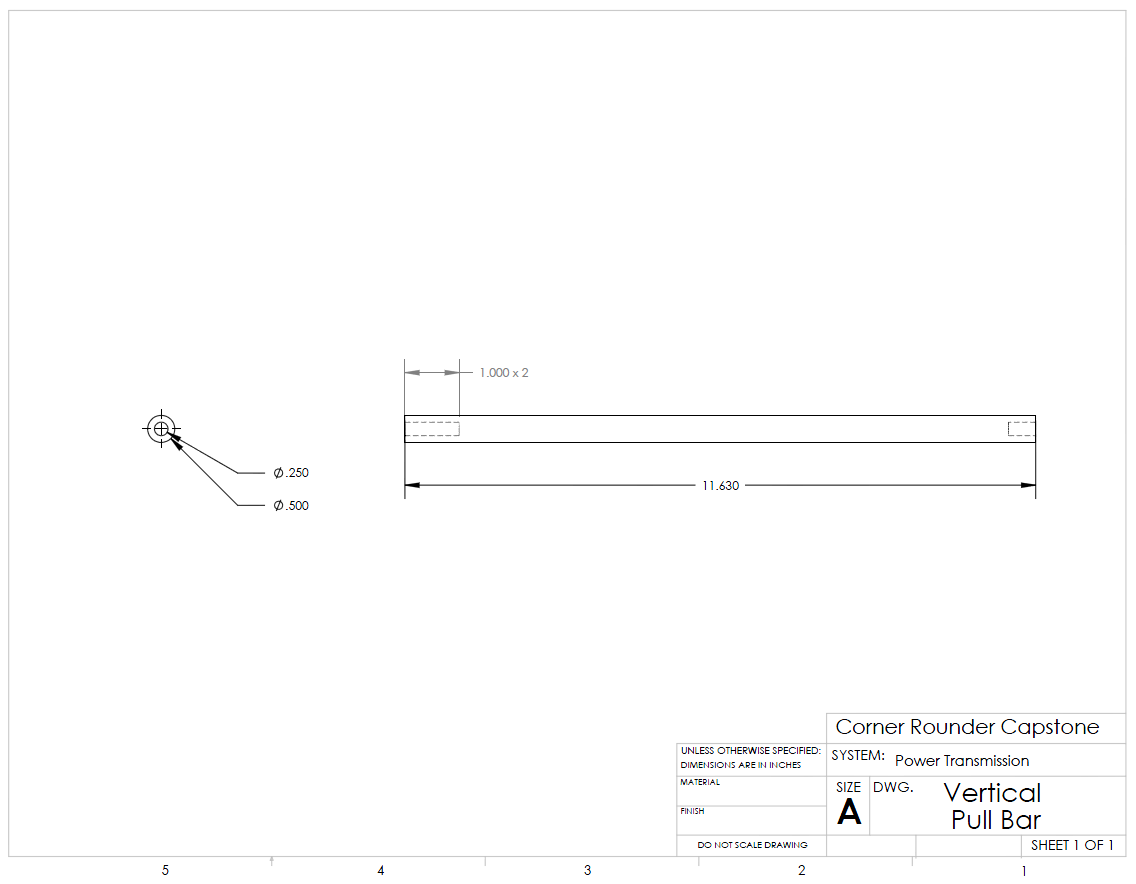 1.000 x 2
Ø.250
11.630
Ø.500
Corner Rounder Capstone
UNLESS OTHERWISE SPECIFIED:
DIMENSIONS ARE IN INCHES
SYSTEM: Power Transmission
MATERIAL
FINISH
SIZE
A
DWG.
Vertical
Pull Bar
DO NOT SCALE DRAWING
SHEET 1 OF 1
5 4 3 2 1